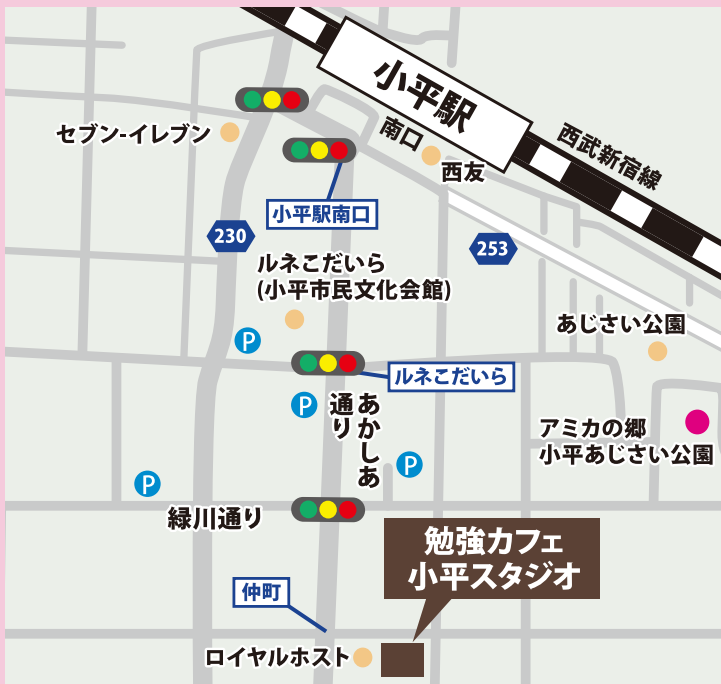 小平駅
南口
西武新宿線
セブン-イレブン
西友
小平駅南口
230
253
ルネこだいら
(小平市民文化会館)
あじさい公園
P
ルネこだいら
P
あかしあ
通り
アミカの郷
小平あじさい公園
P
P
緑川通り
勉強カフェ
小平スタジオ
仲町
ロイヤルホスト